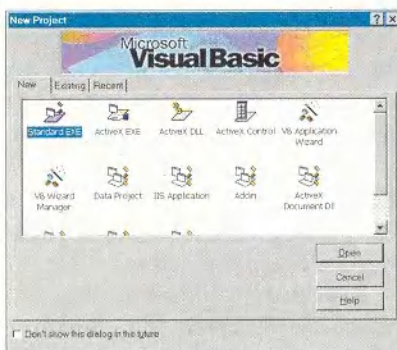 New Project
Microsoft
Visual Basic
New
Existing
Recent
Standard EXE
ActiveX EXE
ActiveX DLL
ActiveX Control
VB Application
Wizard
VB Wizard
Manager
Data Project
IIS Application
Addin
ActiveX
Document Dll
Open
Cancel
Help
Don't show this dialog in the future